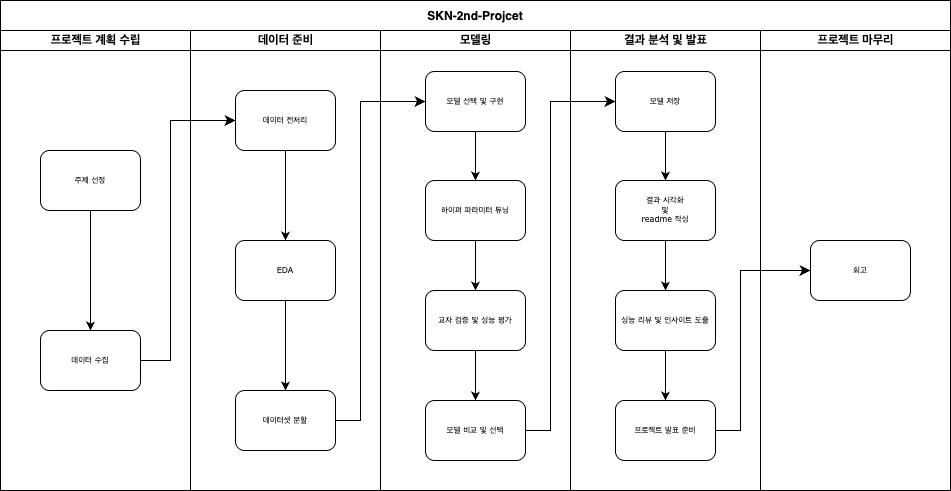 SKN-2nd-Projcet
프로젝트 계획 수립
데이터 준비
모델링
결과 분석 및 발표
프로젝트 마무리
주제 선정
데이터 수집
데이터 전처리
EDA
데이터셋 분할
모델 선택 및 구현
하이퍼 파라미터 튜닝
교차 검증 및 성능 평가
모델 비교 및 선택
모델 저장
결과 시각화
및
readme 작성
성능 리뷰 및 인사이트 도출
프로젝트 발표 준비
회고